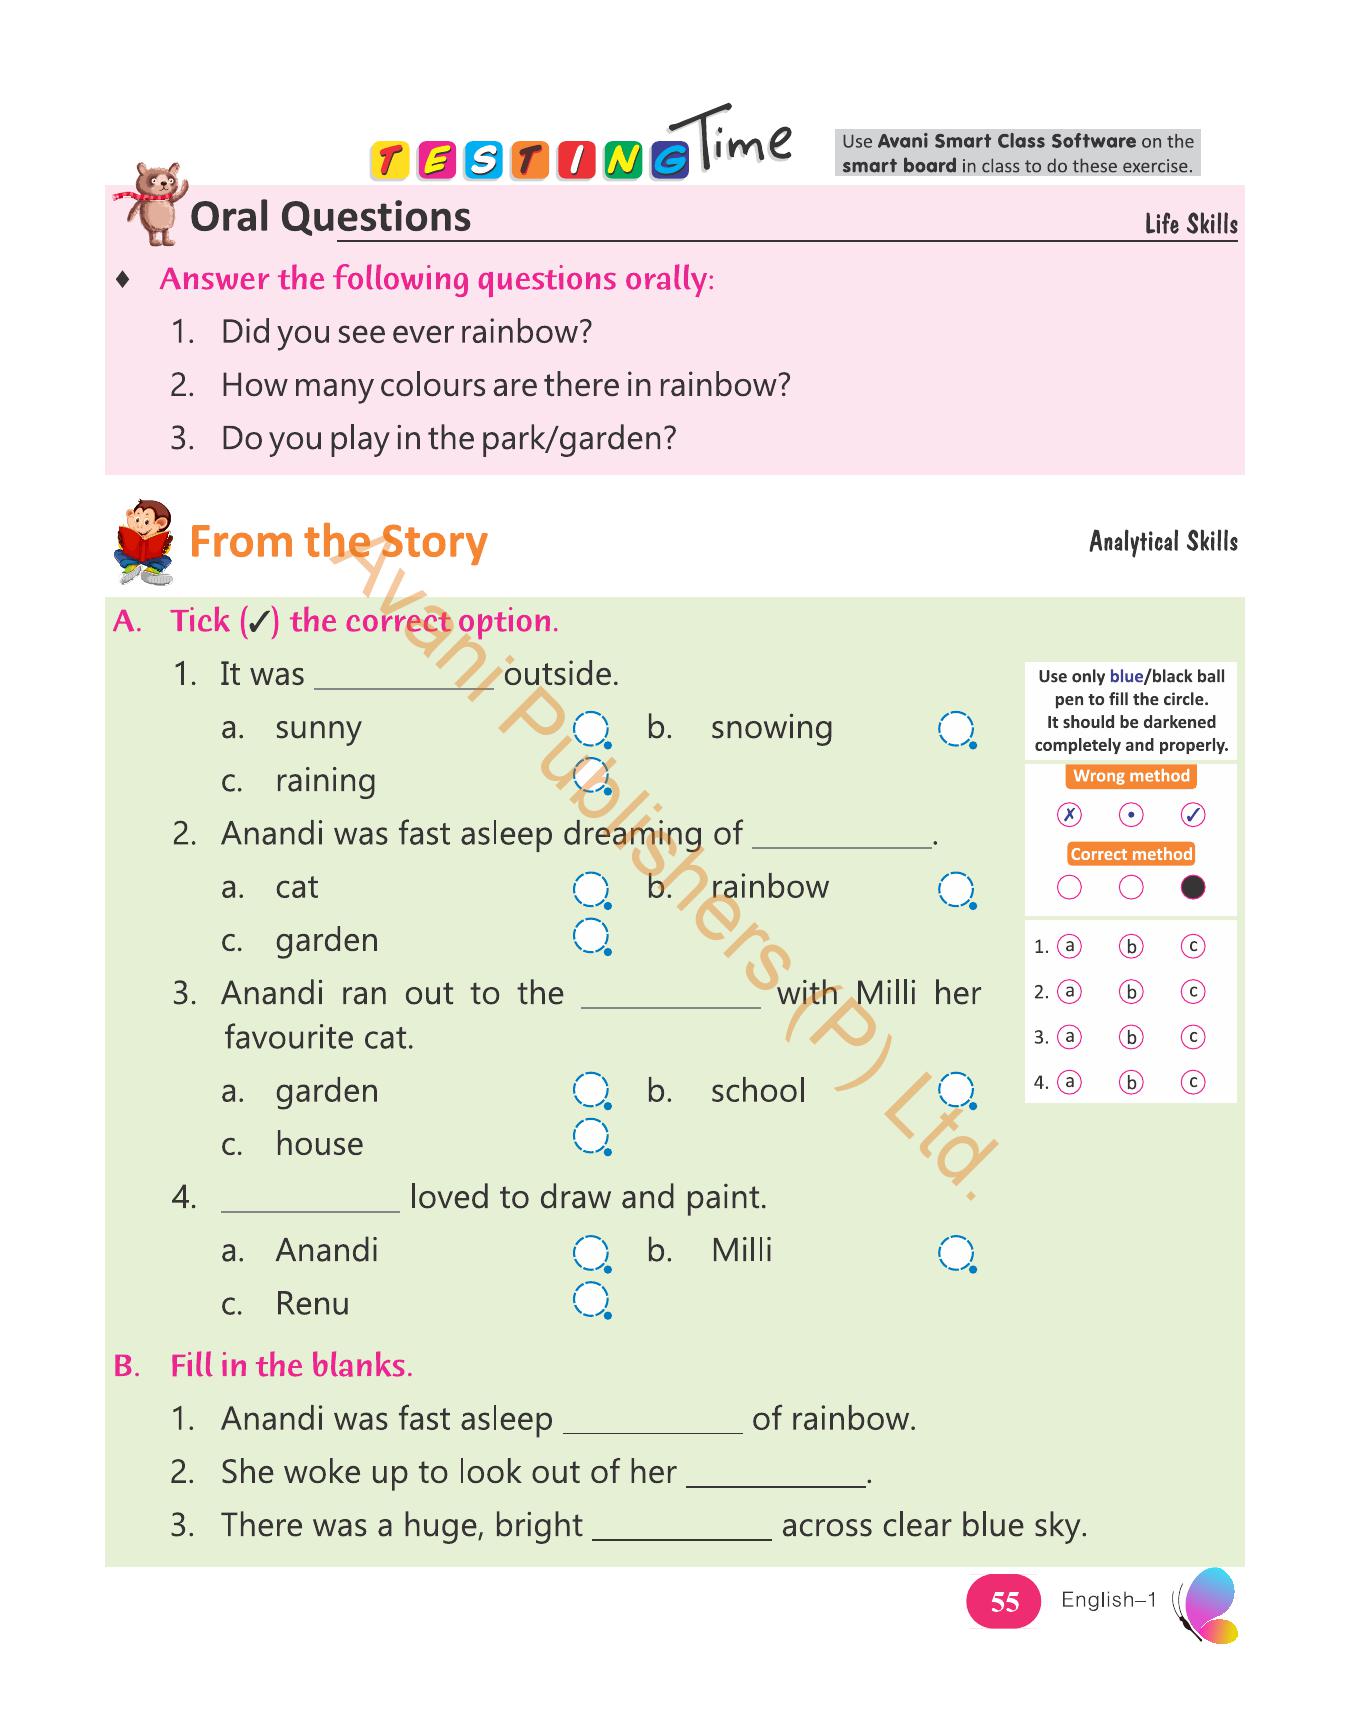 TESTING Time
Use Avani Smart Class Software on the
smart board in class to do these exercise.
Oral Questions
Life Skills
♦ Answer the following questions orally:
1. Did you see ever rainbow?
2. How many colours are there in rainbow?
3. Do you play in the park/garden?
From the Story
Analytical Skills
A. Tick (✓) the correct option.
1. It was __________ outside.
a. sunny b. snowing
c. raining
2. Anandi was fast asleep dreaming of __________.
a. cat b. rainbow
c. garden
3. Anandi ran out to the __________ with Milli her
favourite cat.
a. garden b. school
c. house
4. __________ loved to draw and paint.
a. Anandi b. Milli
c. Renu
Use only blue/black ball
pen to fill the circle.
It should be darkened
completely and properly.
Wrong method
✗ • ✓
Correct method
1. a b c
2. a b c
3. a b c
4. a b c
B. Fill in the blanks.
1. Anandi was fast asleep __________ of rainbow.
2. She woke up to look out of her __________.
3. There was a huge, bright __________ across clear blue sky.
55 English–1
Avani Publishers (P) Ltd.